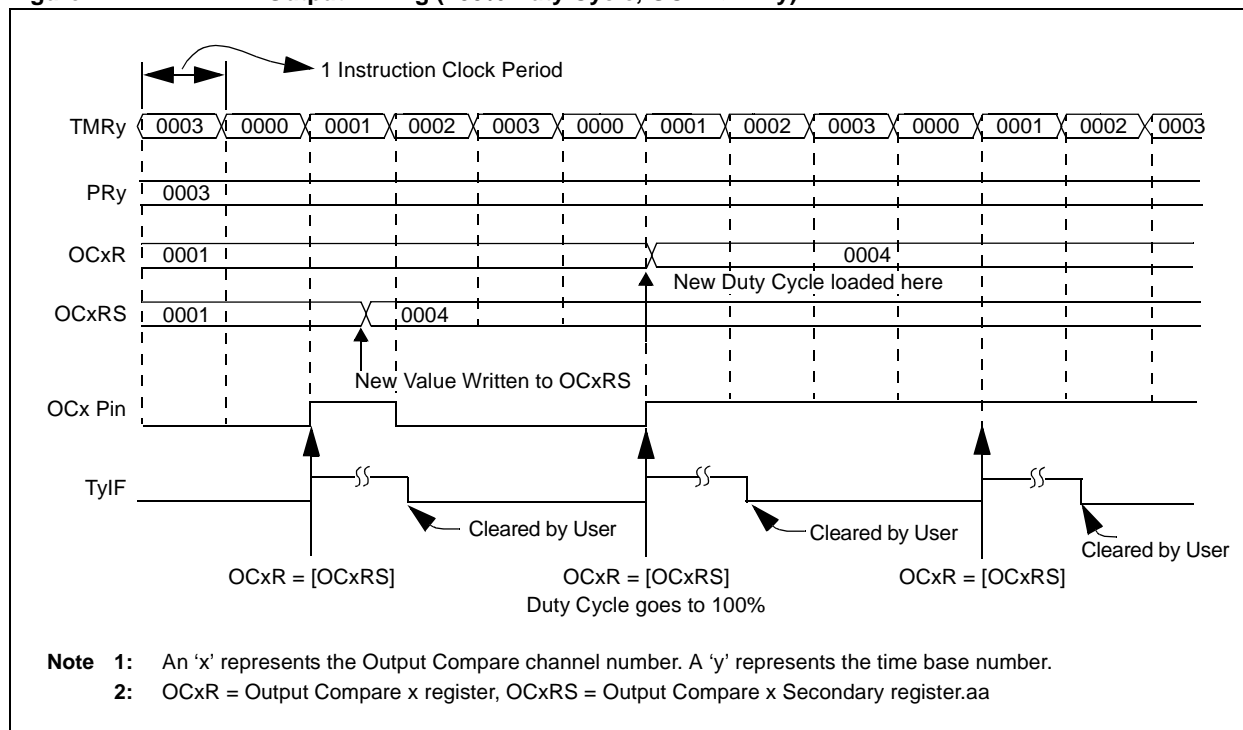 1 Instruction Clock Period
TMRy 0003 0000 0001 0002 0003 0000 0001 0002 0003 0000 0001 0002 0003
PRy 0003
OCxR 0001 0004
New Duty Cycle loaded here
OCxRS 0001 0004
New Value Written to OCxRS
OCx Pin
TyIF
Cleared by User Cleared by User Cleared by User
OCxR = [OCxRS] OCxR = [OCxRS] OCxR = [OCxRS]
Duty Cycle goes to 100%
Note 1: An ‘x’ represents the Output Compare channel number. A ‘y’ represents the time base number.
2: OCxR = Output Compare x register, OCxRS = Output Compare x Secondary register.aa